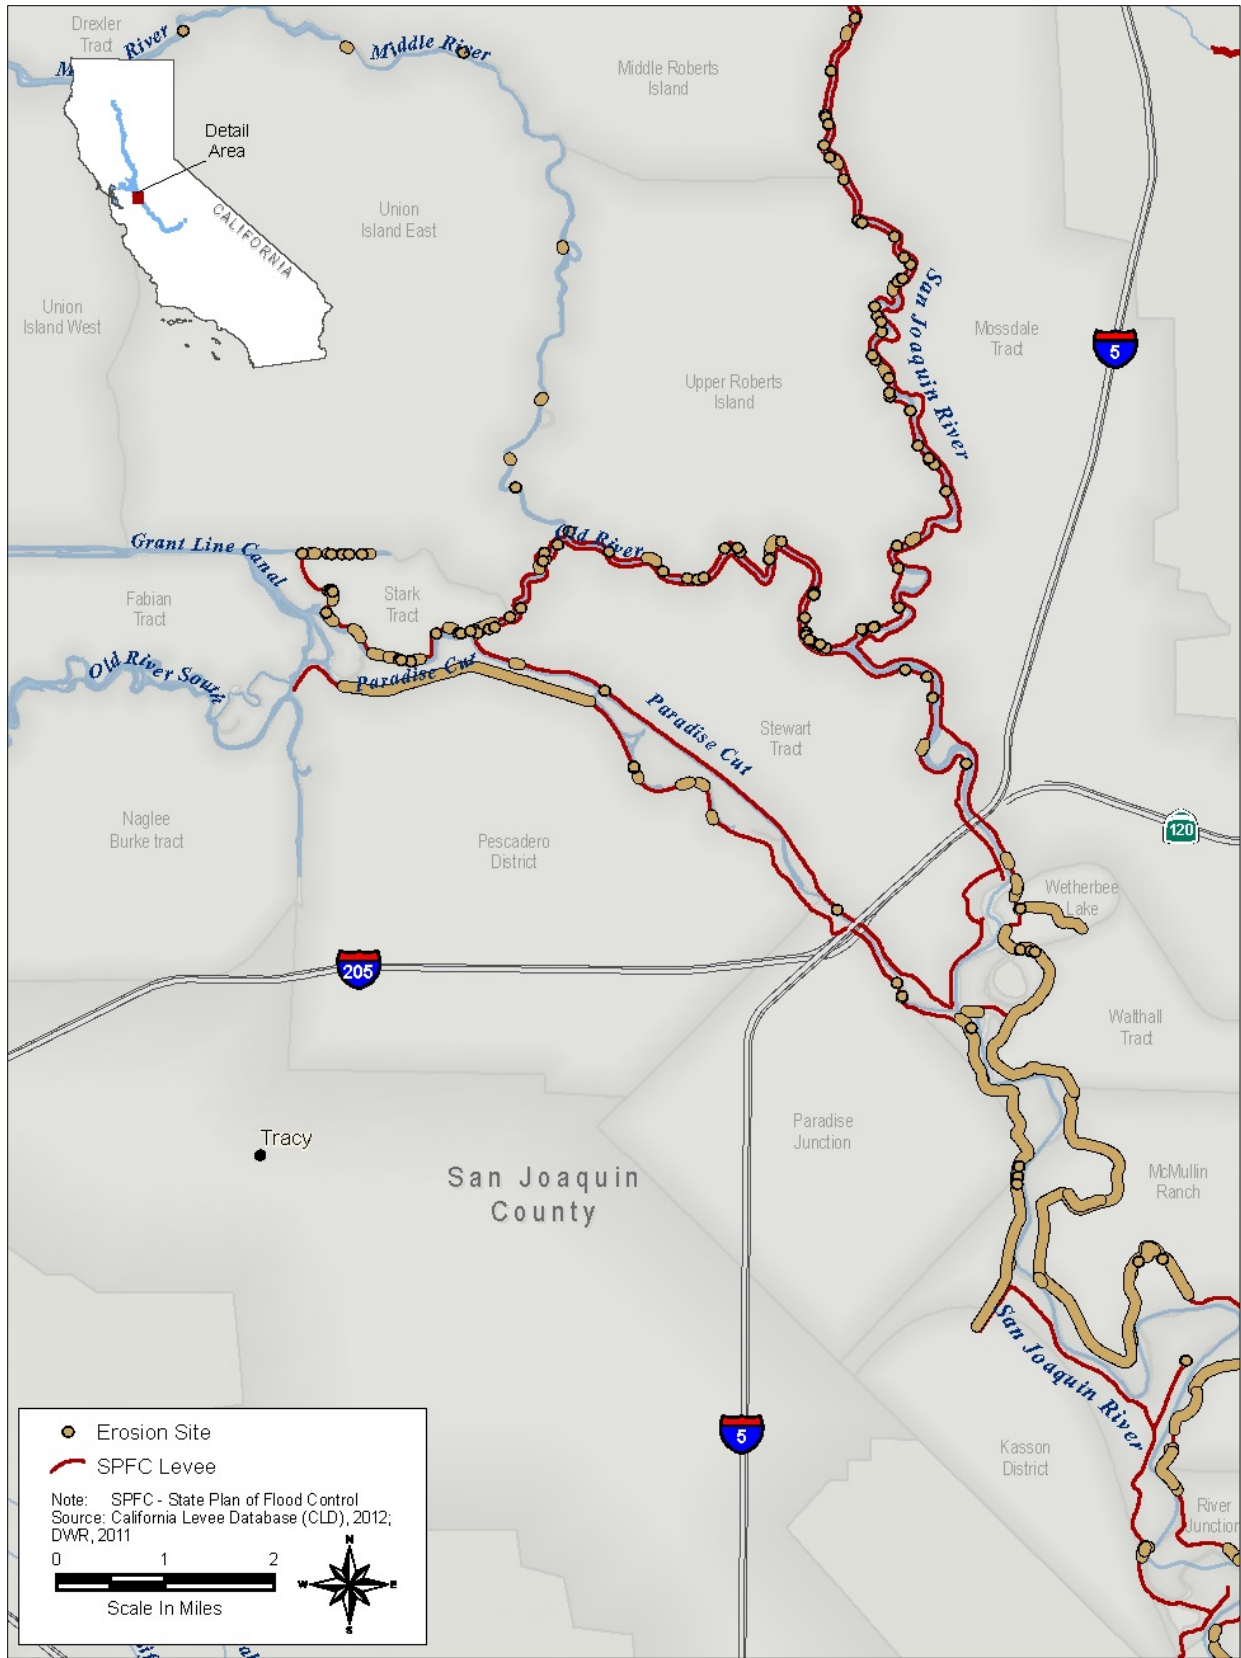 Drexler
Tract
River
M
Middle River
Middle Roberts
Island
Detail
Area
CALIFORNIA
Union
Island East
Union
Island West
San Joaquin River
Mossdale
Tract
5
Upper Roberts
Island
Grant Line Canal
Old River
Fabian
Tract
Stark
Tract
Old River South
Paradise Cut
Paradise Cut
Stewart
Tract
Naglee
Burke tract
Pescadero
District
120
Wetherbee
Lake
205
Walthall
Tract
Paradise
Junction
Tracy
San Joaquin
County
McMullin
Ranch
San Joaquin River
5
Kasson
District
River
Junction
Erosion Site
SPFC Levee
Note: SPFC - State Plan of Flood Control
Source: California Levee Database (CLD), 2012;
DWR, 2011
0 1 2
Scale In Miles
N
W E
S